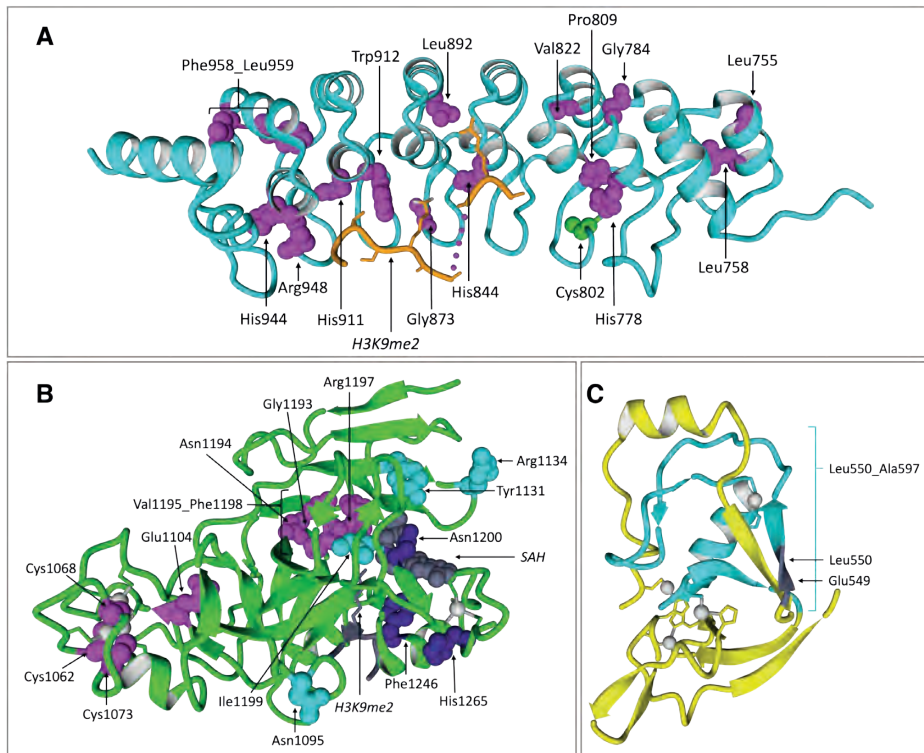 A
Pro809
Trp912
Leu892
Val822
Gly784
Leu755
Phe958_Leu959
Arg948
His844
Cys802
Leu758
His944
His911
Gly873
His778
H3K9me2
B
Arg1197
Gly1193
Asn1194
Arg1134
Val1195_Phe1198
Tyr1131
Glu1104
Asn1200
Cys1068
SAH
Cys1062
Ile1199
Phe1246
Cys1073
H3K9me2
His1265
Asn1095
C
Leu550_Ala597
Leu550
Glu549